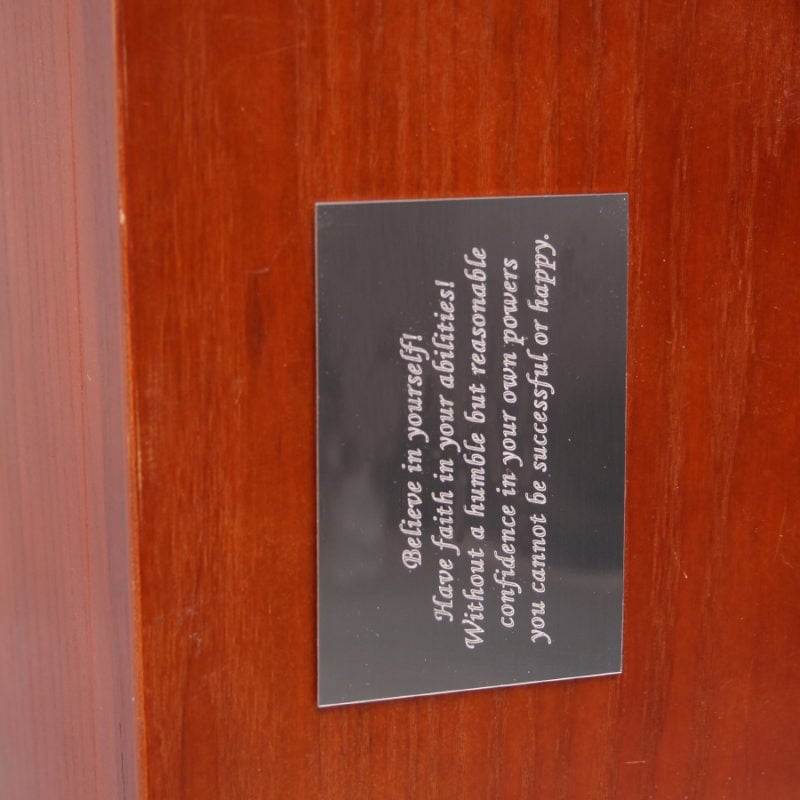 Believe in yourself!
Have faith in your abilities!
Without a humble but reasonable
confidence in your own powers
you cannot be successful or happy.